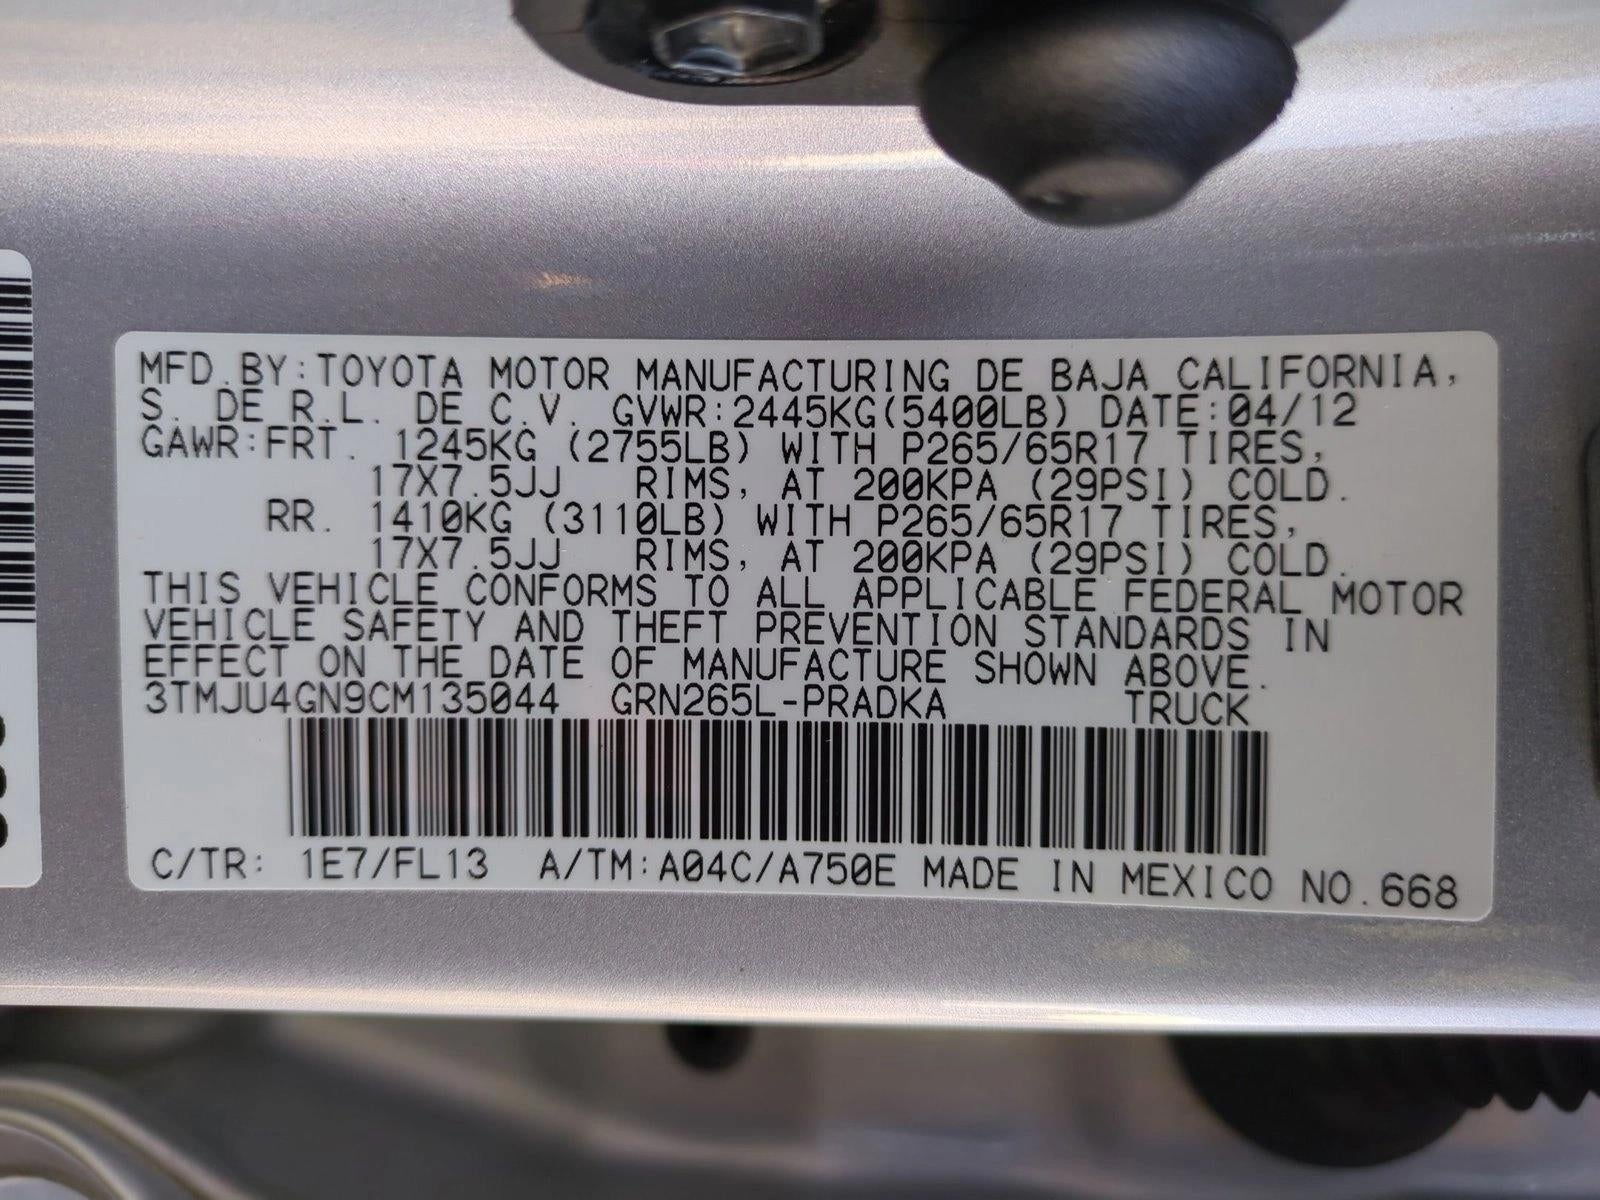 MFD.BY:TOYOTA MOTOR MANUFACTURING DE BAJA CALIFORNIA,
S. DE R.L. DE C.V. GVWR:2445KG(5400LB) DATE:04/12
GAWR:FRT. 1245KG (2755LB) WITH P265/65R17 TIRES,
17X7.5JJ RIMS, AT 200KPA (29PSI) COLD.
RR. 1410KG (3110LB) WITH P265/65R17 TIRES,
17X7.5JJ RIMS, AT 200KPA (29PSI) COLD.
THIS VEHICLE CONFORMS TO ALL APPLICABLE FEDERAL MOTOR
VEHICLE SAFETY AND THEFT PREVENTION STANDARDS IN
EFFECT ON THE DATE OF MANUFACTURE SHOWN ABOVE.
3TMJU4GN9CM135044 GRN265L-PRADKA TRUCK
C/TR: 1E7/FL13 A/TM:A04C/A750E MADE IN MEXICO NO.668